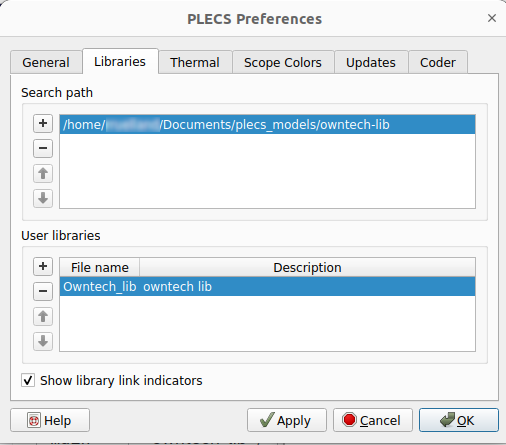 PLECS Preferences
General Libraries Thermal Scope Colors Updates Coder
Search path
/home/ /Documents/plecs_models/owntech-lib
User libraries
File name Description
Owntech_lib owntech lib
Show library link indicators
Help Apply Cancel OK